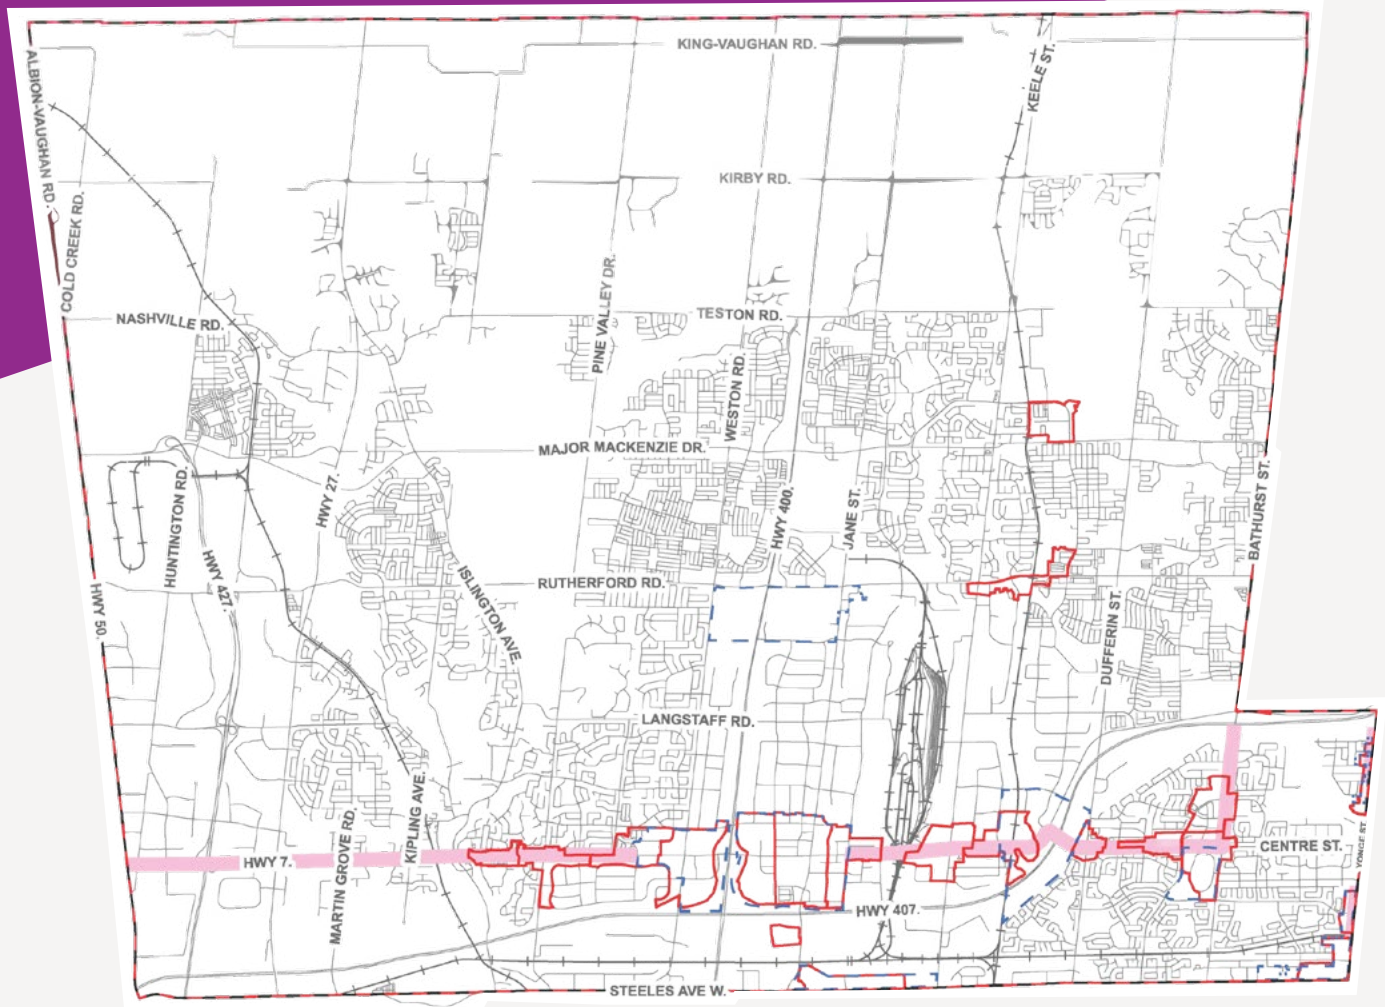 KING-VAUGHAN RD.
KEELE ST.
ALBION-VAUGHAN RD.
KIRBY RD.
COLD CREEK RD.
PINE VALLEY DR.
NASHVILLE RD.
TESTON RD.
WESTON RD.
MAJOR MACKENZIE DR.
HUNTINGTON RD.
HWY 27.
HWY 400.
JANE ST.
BATHURST ST.
HWY 427.
HWY 50.
ISLINGTON AVE.
RUTHERFORD RD.
DUFFERIN ST.
LANGSTAFF RD.
KIPLING AVE.
MARTIN GROVE RD.
HWY 7.
CENTRE ST.
YONGE ST.
HWY 407.
STEELES AVE W.